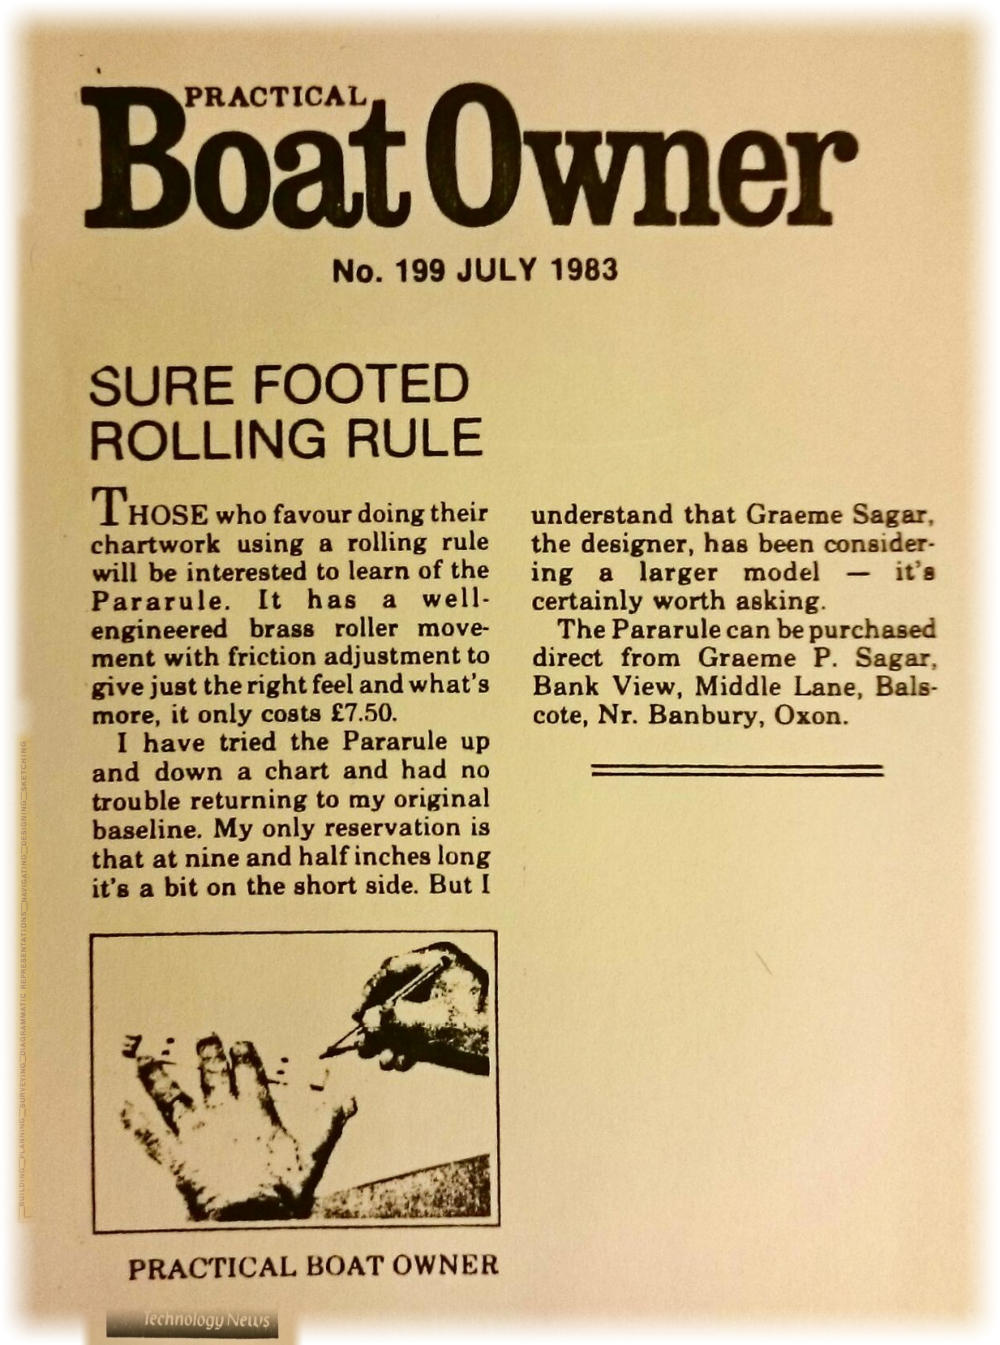 PRACTICAL
Boat Owner
No. 199 JULY 1983
SURE FOOTED
ROLLING RULE
THOSE who favour doing their
chartwork using a rolling rule
will be interested to learn of the
Pararule. It has a well-
engineered brass roller move-
ment with friction adjustment to
give just the right feel and what's
more, it only costs £7.50.
I have tried the Pararule up
and down a chart and had no
trouble returning to my original
baseline. My only reservation is
that at nine and half inches long
it's a bit on the short side. But I
understand that Graeme Sagar,
the designer, has been consider-
ing a larger model — it's
certainly worth asking.
The Pararule can be purchased
direct from Graeme P. Sagar,
Bank View, Middle Lane, Bals-
cote, Nr. Banbury, Oxon.
PRACTICAL BOAT OWNER
BUILDING__PLANNING__SURVEYING__DIAGRAMMATIC REPRESENTATIONS__NAVIGATING__DESIGNING__SKETCHING
Technology News